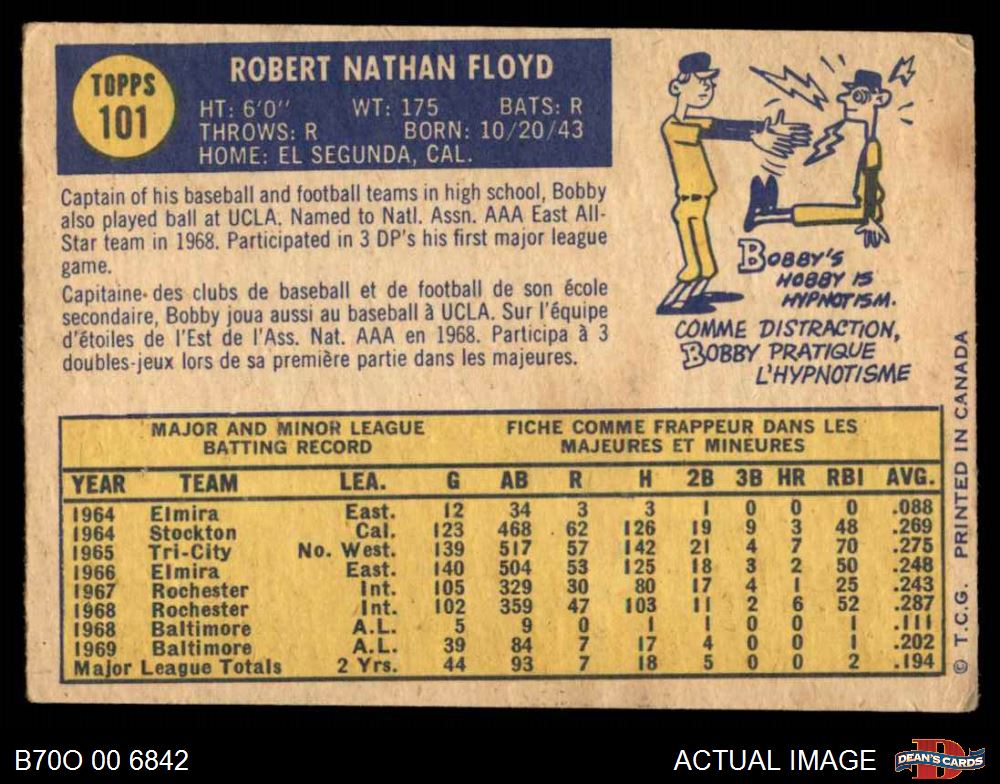 TOPPS
101
ROBERT NATHAN FLOYD
HT: 6'0" WT: 175 BATS: R
THROWS: R BORN: 10/20/43
HOME: EL SEGUNDA, CAL.
Captain of his baseball and football teams in high school, Bobby
also played ball at UCLA. Named to Natl. Assn. AAA East All-
Star team in 1968. Participated in 3 DP's his first major league
game.
Capitaine des clubs de baseball et de football de son école
secondaire, Bobby joua aussi au baseball à UCLA. Sur l'équipe
d'étoiles de l'Est de l'Ass. Nat. AAA en 1968. Participa à 3
doubles-jeux lors de sa première partie dans les majeures.
BOBBY'S
HOBBY IS
HYPNOTISM.
COMME DISTRACTION,
BOBBY PRATIQUE
L'HYPNOTISME
MAJOR AND MINOR LEAGUE
BATTING RECORD
FICHE COMME FRAPPEUR DANS LES
MAJEURES ET MINEURES
YEAR TEAM LEA. G AB R H 2B 3B HR RBI AVG.
1964 Elmira East. 12 34 3 3 1 0 0 0 .088
1964 Stockton Cal. 123 468 62 126 19 9 3 48 .269
1965 Tri-City No. West. 139 517 57 142 21 4 7 70 .275
1966 Elmira East. 140 504 53 125 18 3 2 50 .248
1967 Rochester Int. 105 329 30 80 17 4 1 25 .243
1968 Rochester Int. 102 359 47 103 11 2 6 52 .287
1968 Baltimore A.L. 5 9 0 1 1 0 0 1 .111
1969 Baltimore A.L. 39 84 7 17 4 0 0 1 .202
Major League Totals 2 Yrs. 44 93 7 18 5 0 0 2 .194
© T.C.G. PRINTED IN CANADA
B70O 00 6842
ACTUAL IMAGE
DEAN'S CARDS